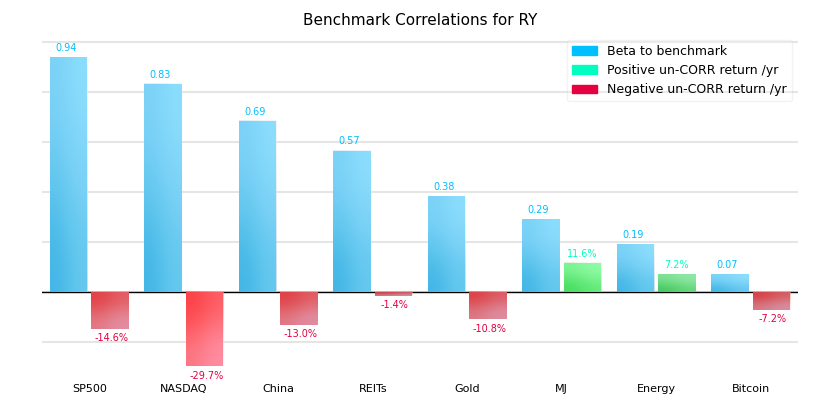 Benchmark Correlations for RY
Beta to benchmark
Positive un-CORR return /yr
Negative un-CORR return /yr
0.94
0.83
0.69
0.57
0.38
0.29
0.19
0.07
11.6%
7.2%
-14.6%
-29.7%
-13.0%
-1.4%
-10.8%
-7.2%
SP500
NASDAQ
China
REITs
Gold
MJ
Energy
Bitcoin